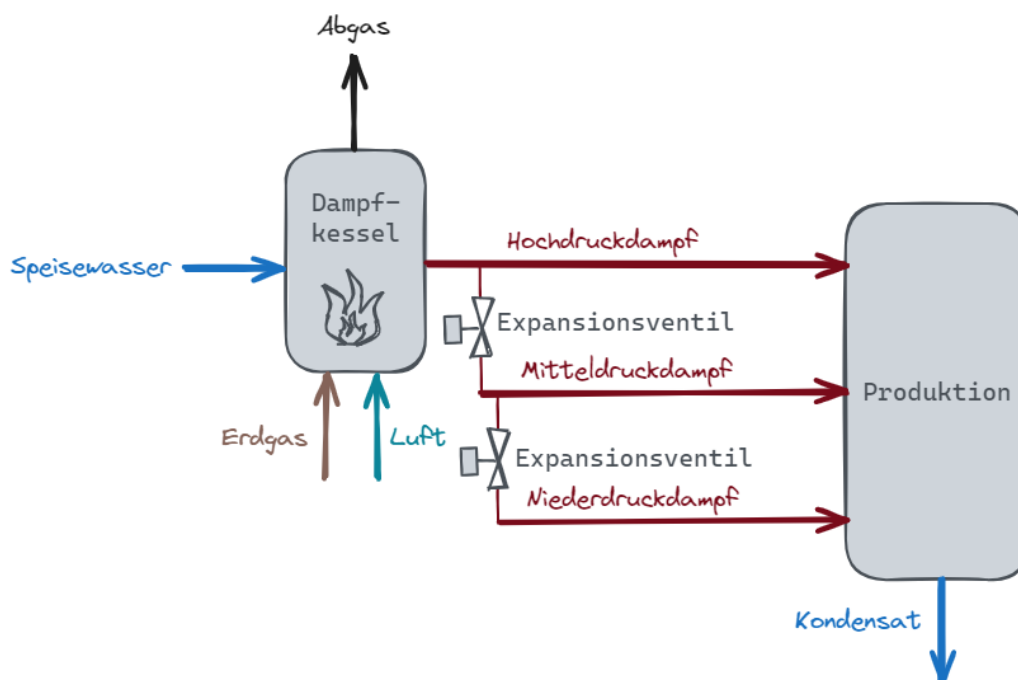 Abgas
Dampf-
kessel
Speisewasser
Hochdruckdampf
Expansionsventil
Mitteldruckdampf
Produktion
Erdgas
Luft
Expansionsventil
Niederdruckdampf
Kondensat